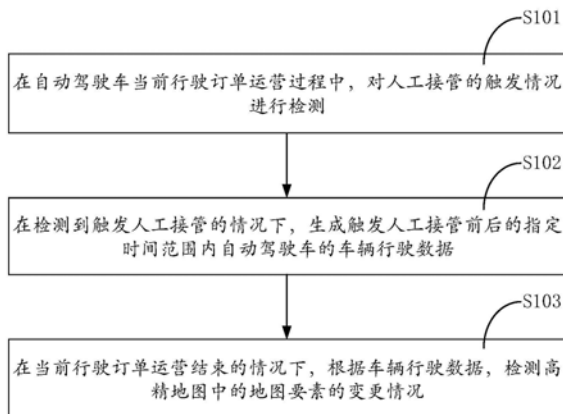 S101
在自动驾驶车当前行驶订单运营过程中，对人工接管的触发情况
进行检测
S102
在检测到触发人工接管的情况下，生成触发人工接管前后的指定
时间范围内自动驾驶车的车辆行驶数据
S103
在当前行驶订单运营结束的情况下，根据车辆行驶数据，检测高
精地图中的地图要素的变更情况